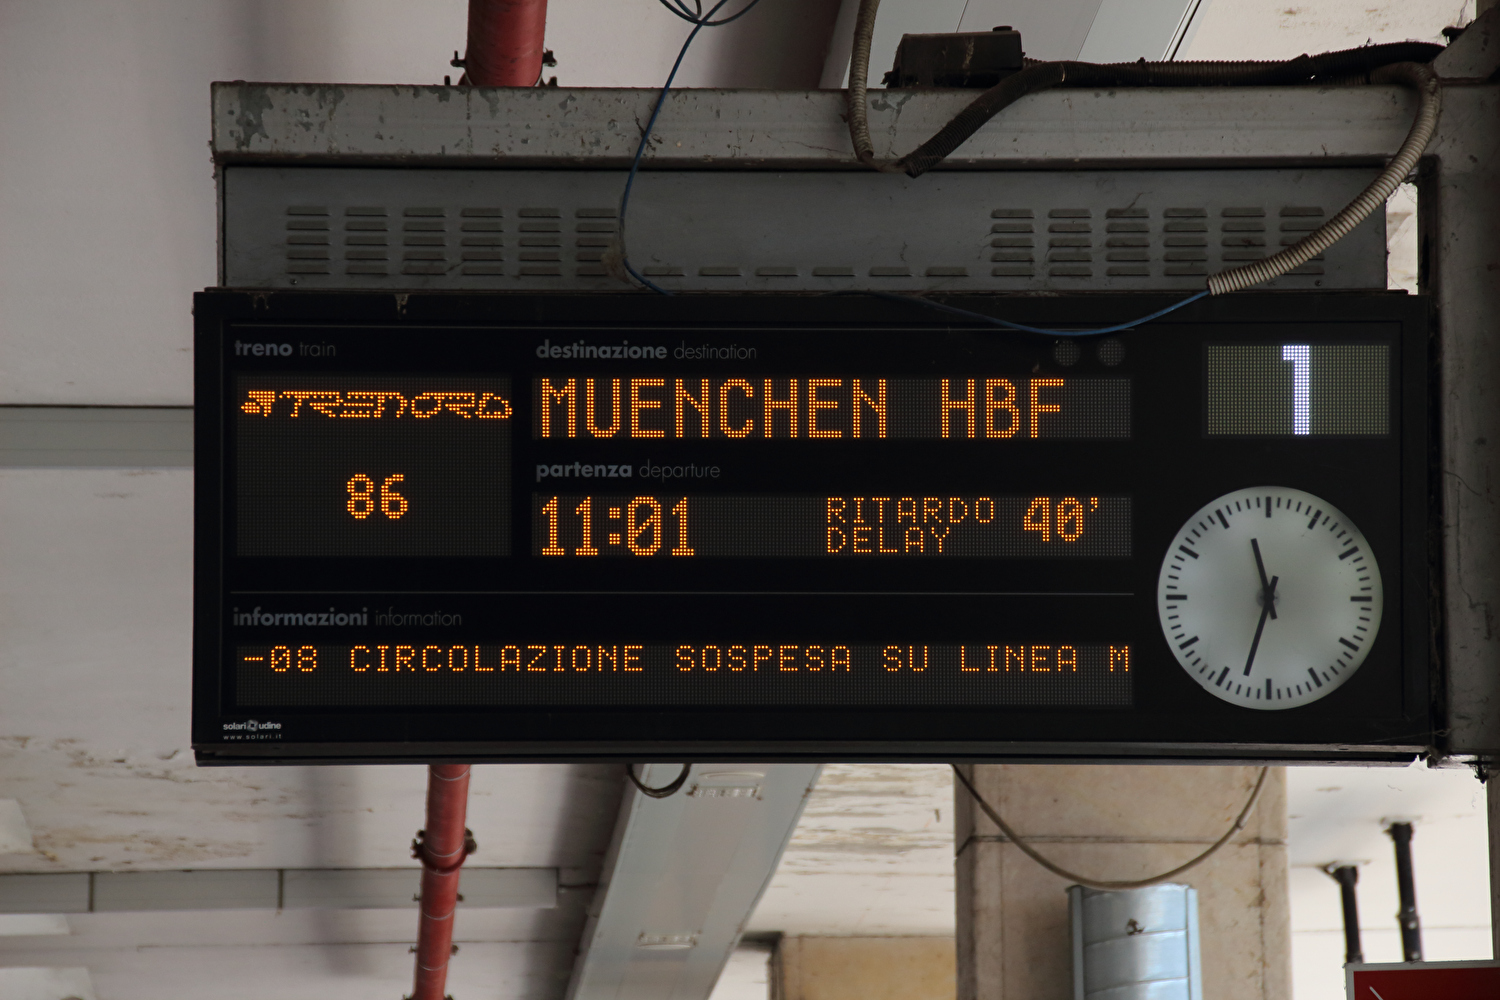 treno train
destinazione destination
TRENORD
MUENCHEN HBF
1
86
partenza departure
11:01
RITARDO
DELAY
40'
informazioni information
-08 CIRCOLAZIONE SOSPESA SU LINEA M
solari udine
www.solari.it